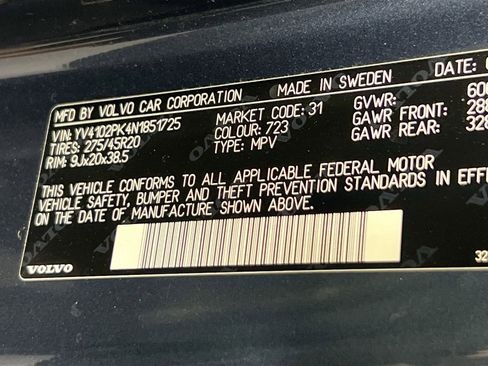 MFD BY VOLVO CAR CORPORATION MADE IN SWEDEN DATE
VIN: YV4102PK4N1851725 MARKET CODE: 31 GVWR:
TIRES: 275/45R20 COLOUR: 723 GAWR FRONT:
RIM: 9Jx20x38.5 TYPE: MPV GAWR REAR:
THIS VEHICLE CONFORMS TO ALL APPLICABLE FEDERAL MOTOR
VEHICLE SAFETY, BUMPER AND THEFT PREVENTION STANDARDS IN
ON THE DATE OF MANUFACTURE SHOWN ABOVE.
VOLVO